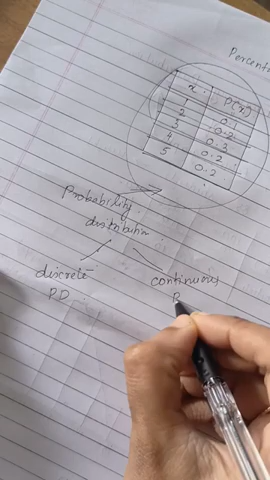 Percent
x P(x)
1 0.1
2 0.2
3 0.3
4 0.2
5 0.2
Probability
distribution
discrete continuous
P.D P